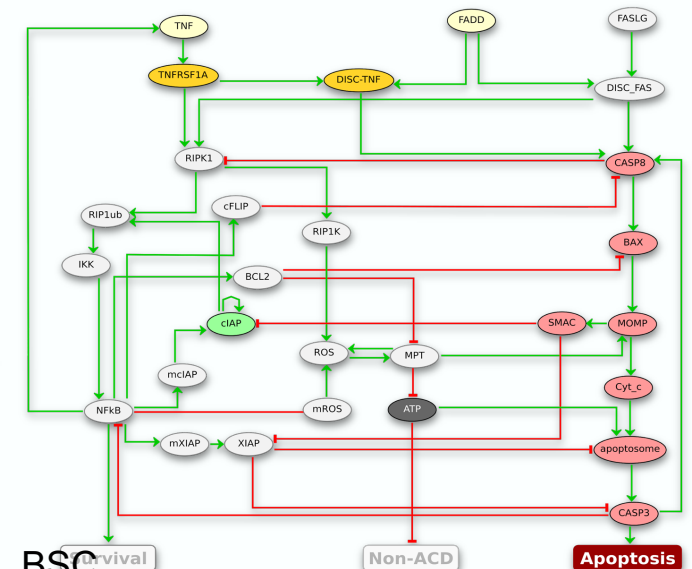 TNF
FADD
FASLG
TNFRSF1A
DISC-TNF
DISC_FAS
RIPK1
CASP8
RIP1ub
cFLIP
RIP1K
BAX
IKK
BCL2
cIAP
SMAC
MOMP
ROS
MPT
mcIAP
Cyt_c
NFkB
mROS
ATP
mXIAP
XIAP
apoptosome
CASP3
BSC
Survival
Non-ACD
Apoptosis